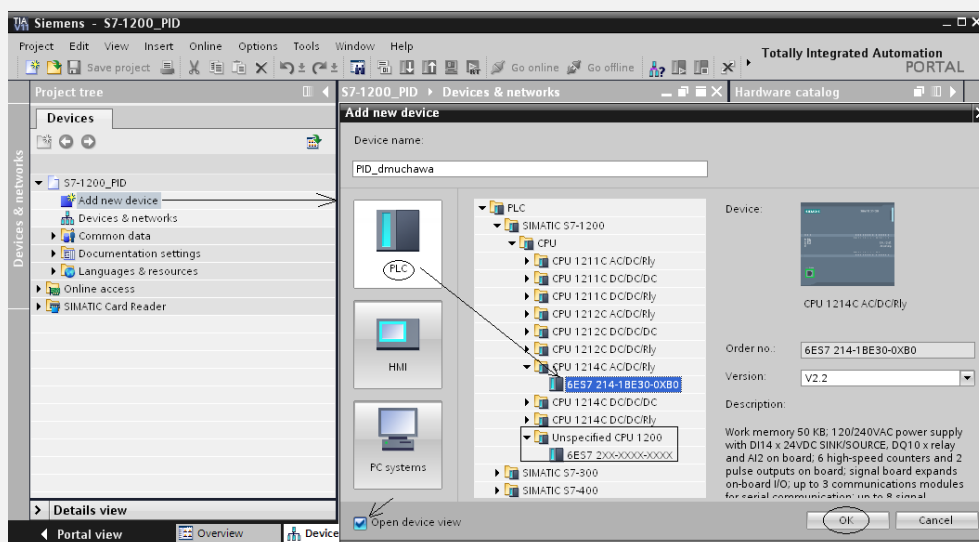 Siemens - S7-1200_PID
Project Edit View Insert Online Options Tools Window Help
Save project
Go online
Go offline
Totally Integrated Automation
PORTAL
Project tree
S7-1200_PID
Devices & networks
Hardware catalog
Devices
Devices & networks
S7-1200_PID
Add new device
Devices & networks
Common data
Documentation settings
Languages & resources
Online access
SIMATIC Card Reader
Details view
Portal view
Overview
Device
Add new device
Device name:
PID_dmuchawa
PLC
HMI
PC systems
PLC
SIMATIC S7-1200
CPU
CPU 1211C AC/DC/Rly
CPU 1211C DC/DC/DC
CPU 1211C DC/DC/Rly
CPU 1212C AC/DC/Rly
CPU 1212C DC/DC/DC
CPU 1212C DC/DC/Rly
CPU 1214C AC/DC/Rly
6ES7 214-1BE30-0XB0
CPU 1214C DC/DC/DC
CPU 1214C DC/DC/Rly
Unspecified CPU 1200
6ES7 2XX-XXXX-XXXX
SIMATIC S7-300
SIMATIC S7-400
Device:
CPU 1214C AC/DC/Rly
Order no.:
6ES7 214-1BE30-0XB0
Version:
V2.2
Description:
Work memory 50 KB; 120/240VAC power supply
with DI14 x 24VDC SINK/SOURCE, DQ10 x relay
and AI2 on board; 6 high-speed counters and 2
pulse outputs on board; signal board expands
on-board I/O; up to 3 communications modules
for serial communication; up to 8 signal
Open device view
OK
Cancel